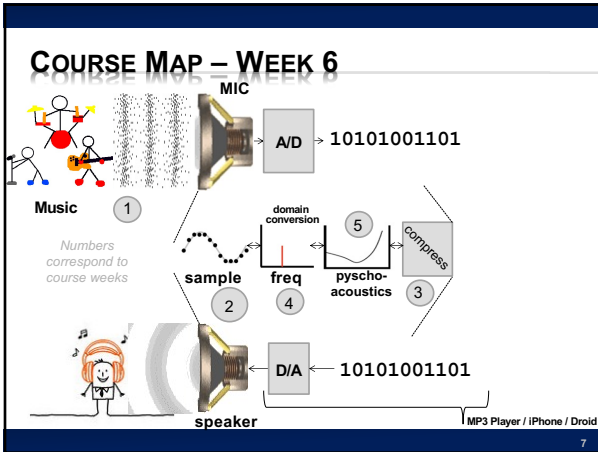 COURSE MAP – WEEK 6
MIC
A/D
10101001101
Music
1
Numbers
correspond to
course weeks
domain
conversion
5
compress
sample
freq
pyscho-
acoustics
2
4
3
D/A
10101001101
speaker
MP3 Player / iPhone / Droid
7